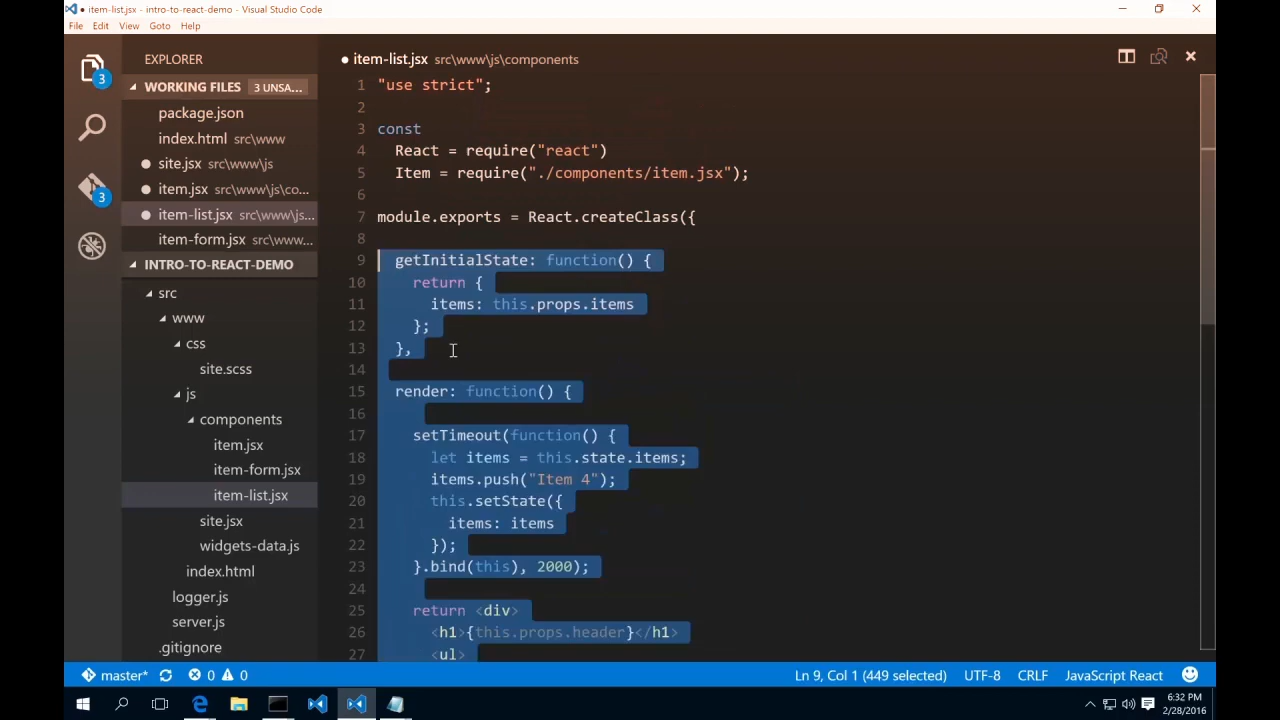 item-list.jsx - intro-to-react-demo - Visual Studio Code
File Edit View Goto Help
EXPLORER
WORKING FILES 3 UNSA...
package.json
index.html src\www
site.jsx src\www\js
item.jsx src\www\js\co...
item-list.jsx src\www\js...
item-form.jsx src\www...
INTRO-TO-REACT-DEMO
src
www
css
site.scss
js
components
item.jsx
item-form.jsx
item-list.jsx
site.jsx
widgets-data.js
index.html
logger.js
server.js
.gitignore
3
3
item-list.jsx src\www\js\components
1 "use strict";
2
3 const
4 React = require("react")
5 Item = require("./components/item.jsx");
6
7 module.exports = React.createClass({
8
9 getInitialState: function() {
10 return {
11 items: this.props.items
12 };
13 },
14
15 render: function() {
16
17 setTimeout(function() {
18 let items = this.state.items;
19 items.push("Item 4");
20 this.setState({
21 items: items
22 });
23 }.bind(this), 2000);
24
25 return <div>
26 <h1>{this.props.header}</h1>
27 <ul>
master* 0 0 Ln 9, Col 1 (449 selected) UTF-8 CRLF JavaScript React
6:32 PM
2/28/2016